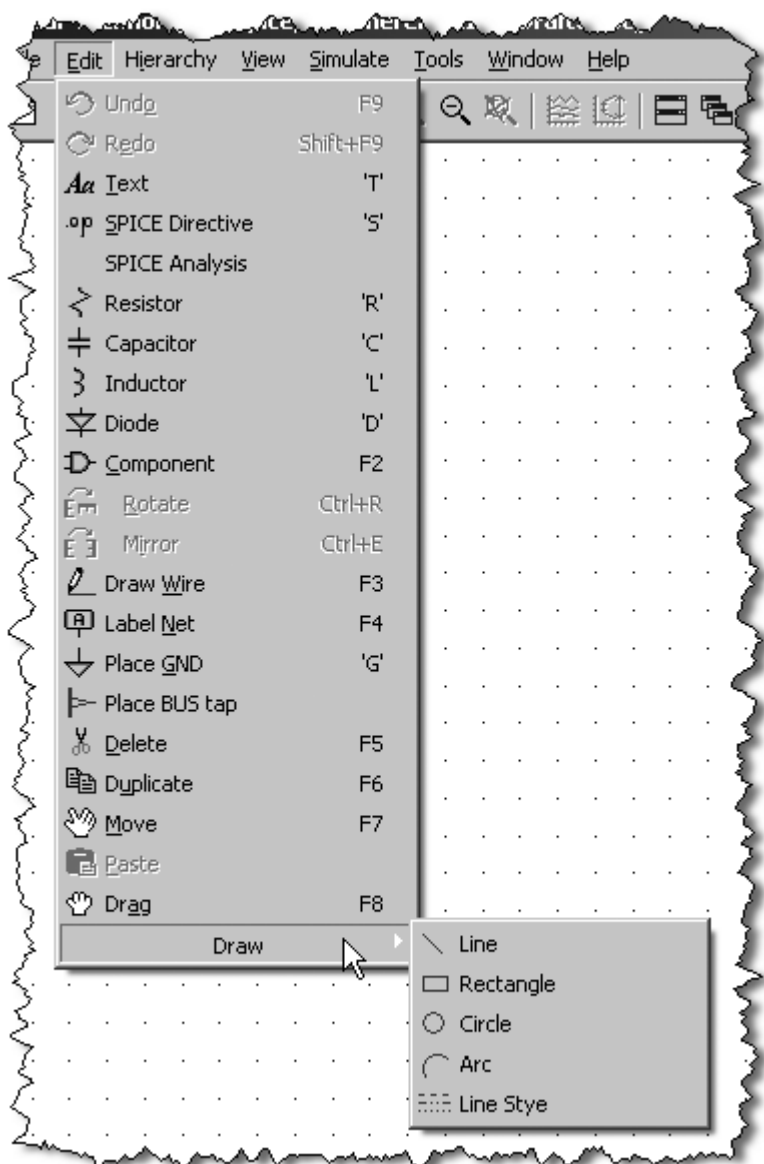 Edit Hierarchy View Simulate Tools Window Help
Undo F9
Redo Shift+F9
Aa Text 'T'
.op SPICE Directive 'S'
SPICE Analysis
Resistor 'R'
Capacitor 'C'
Inductor 'L'
Diode 'D'
Component F2
Rotate Ctrl+R
Mirror Ctrl+E
Draw Wire F3
A Label Net F4
Place GND 'G'
Place BUS tap
Delete F5
Duplicate F6
Move F7
Paste
Drag F8
Draw
Line
Rectangle
Circle
Arc
Line Stye